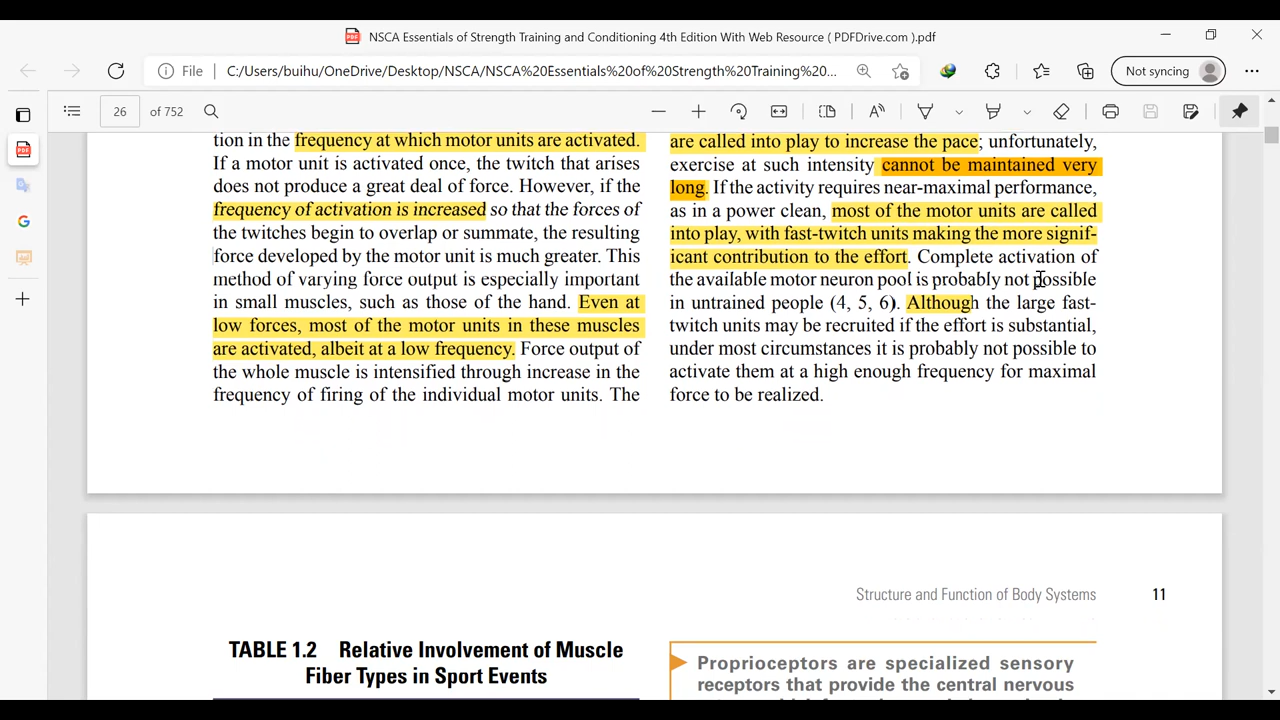 NSCA Essentials of Strength Training and Conditioning 4th Edition With Web Resource ( PDFDrive.com ).pdf
File
C:/Users/buihu/OneDrive/Desktop/NSCA/NSCA%20Essentials%20of%20Strength%20Training%20...
Not syncing
26 of 752
tion in the frequency at which motor units are activated.
If a motor unit is activated once, the twitch that arises
does not produce a great deal of force. However, if the
frequency of activation is increased so that the forces of
the twitches begin to overlap or summate, the resulting
force developed by the motor unit is much greater. This
method of varying force output is especially important
in small muscles, such as those of the hand. Even at
low forces, most of the motor units in these muscles
are activated, albeit at a low frequency. Force output of
the whole muscle is intensified through increase in the
frequency of firing of the individual motor units. The
are called into play to increase the pace; unfortunately,
exercise at such intensity cannot be maintained very
long. If the activity requires near-maximal performance,
as in a power clean, most of the motor units are called
into play, with fast-twitch units making the more signif-
icant contribution to the effort. Complete activation of
the available motor neuron pool is probably not possible
in untrained people (4, 5, 6). Although the large fast-
twitch units may be recruited if the effort is substantial,
under most circumstances it is probably not possible to
activate them at a high enough frequency for maximal
force to be realized.
Structure and Function of Body Systems 11
TABLE 1.2 Relative Involvement of Muscle
Fiber Types in Sport Events
Proprioceptors are specialized sensory
receptors that provide the central nervous